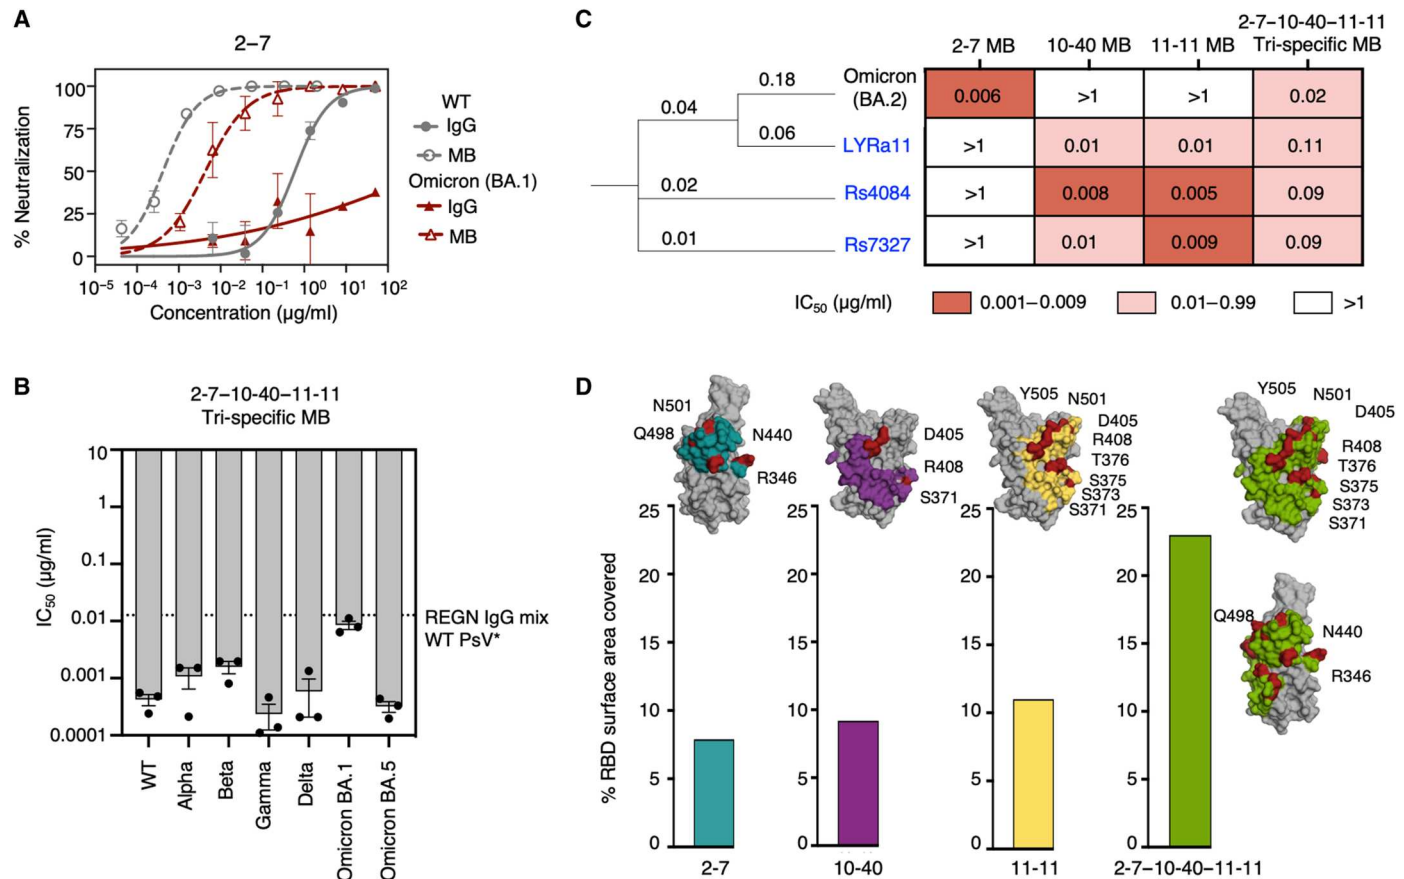 A
2–7
% Neutralization
100
75
50
25
0
10⁻⁵ 10⁻⁴ 10⁻³ 10⁻² 10⁻¹ 10⁰ 10¹ 10²
Concentration (µg/ml)
WT
IgG
MB
Omicron (BA.1)
IgG
MB
C
2-7 MB 10-40 MB 11-11 MB 2-7–10-40–11-11
Tri-specific MB
0.04
0.18
0.06
0.02
0.01
Omicron
(BA.2) 0.006 >1 >1 0.02
LYRa11 >1 0.01 0.01 0.11
Rs4084 >1 0.008 0.005 0.09
Rs7327 >1 0.01 0.009 0.09
IC₅₀ (µg/ml) 0.001–0.009 0.01–0.99 >1
B
2-7–10-40–11-11
Tri-specific MB
IC₅₀ (µg/ml)
10
1
0.1
0.01
0.001
0.0001
REGN IgG mix
WT PsV*
WT
Alpha
Beta
Gamma
Delta
Omicron BA.1
Omicron BA.5
D
% RBD surface area covered
N501
Q498
N440
R346
25
20
15
10
5
0
2-7
D405
R408
S371
25
20
15
10
5
0
10-40
Y505
N501
D405
R408
T376
S375
S373
S371
25
20
15
10
5
0
11-11
Y505
N501
D405
R408
T376
S375
S373
S371
Q498
N440
R346
25
20
15
10
5
0
2-7–10-40–11-11